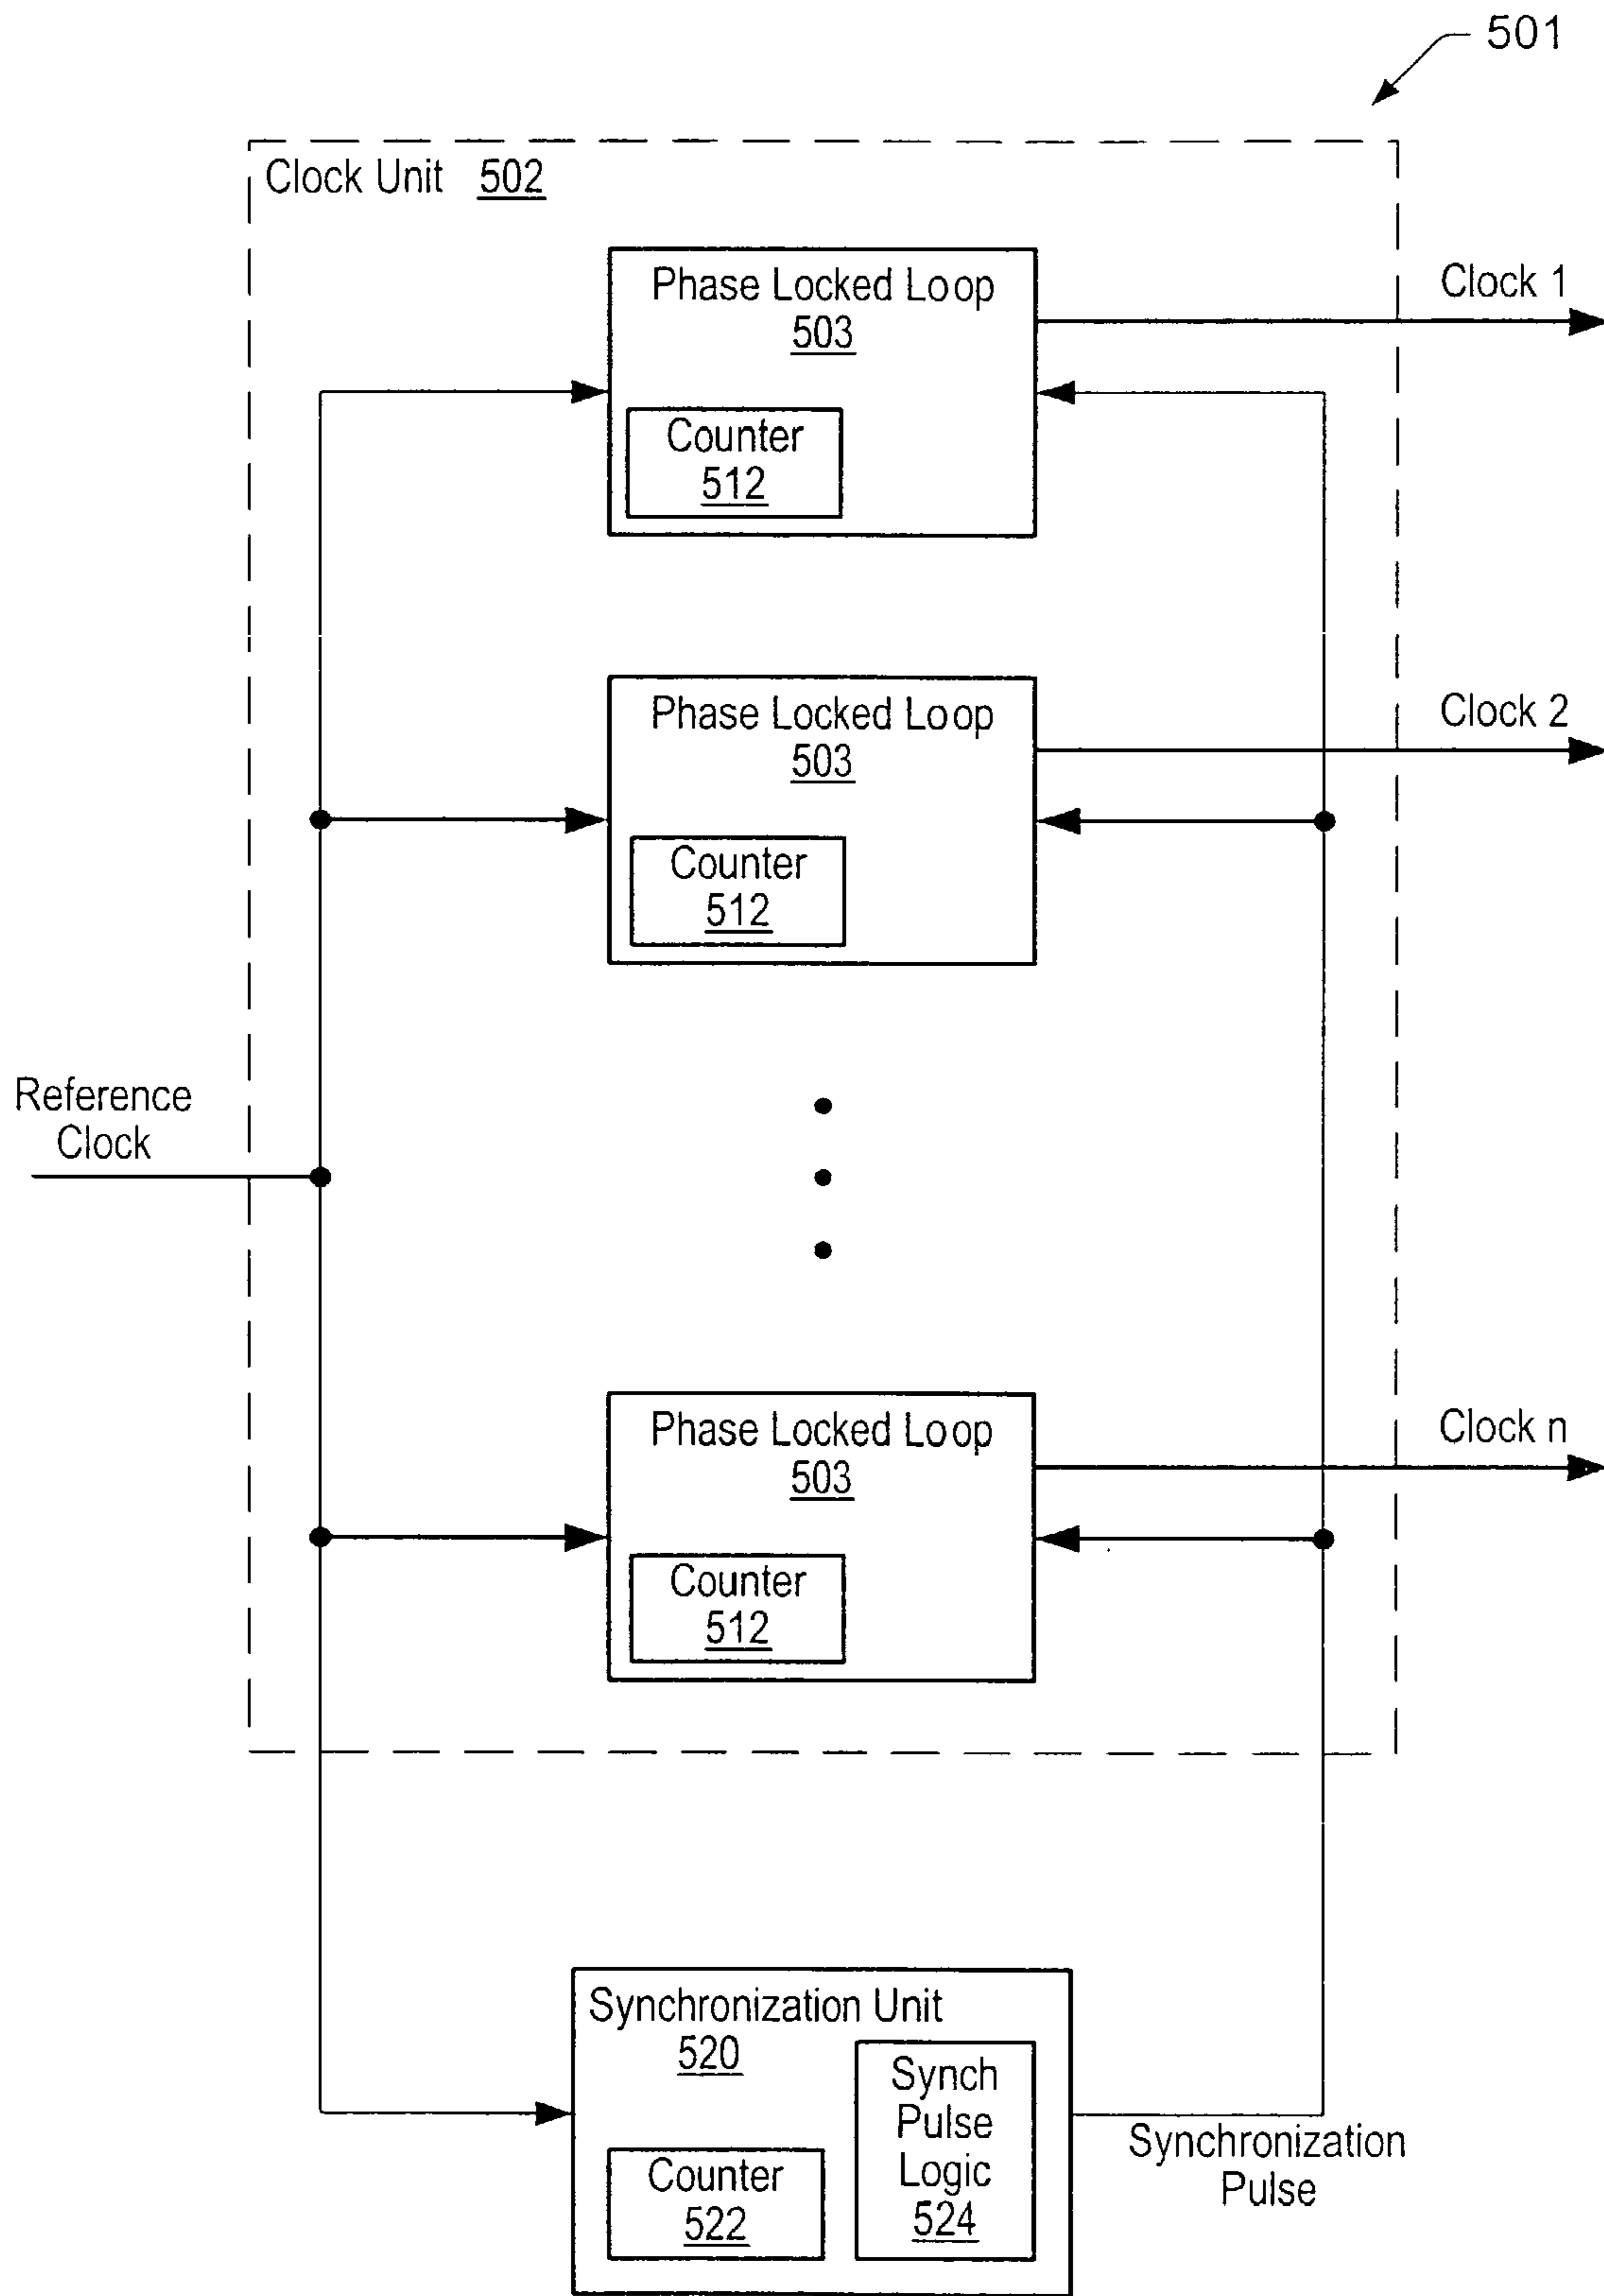 501
Clock Unit 502
Phase Locked Loop
503
Clock 1
Counter
512
Phase Locked Loop
503
Clock 2
Counter
512
Reference
Clock
Phase Locked Loop
503
Clock n
Counter
512
Synchronization Unit
520
Synch
Pulse
Logic
524
Counter
522
Synchronization
Pulse